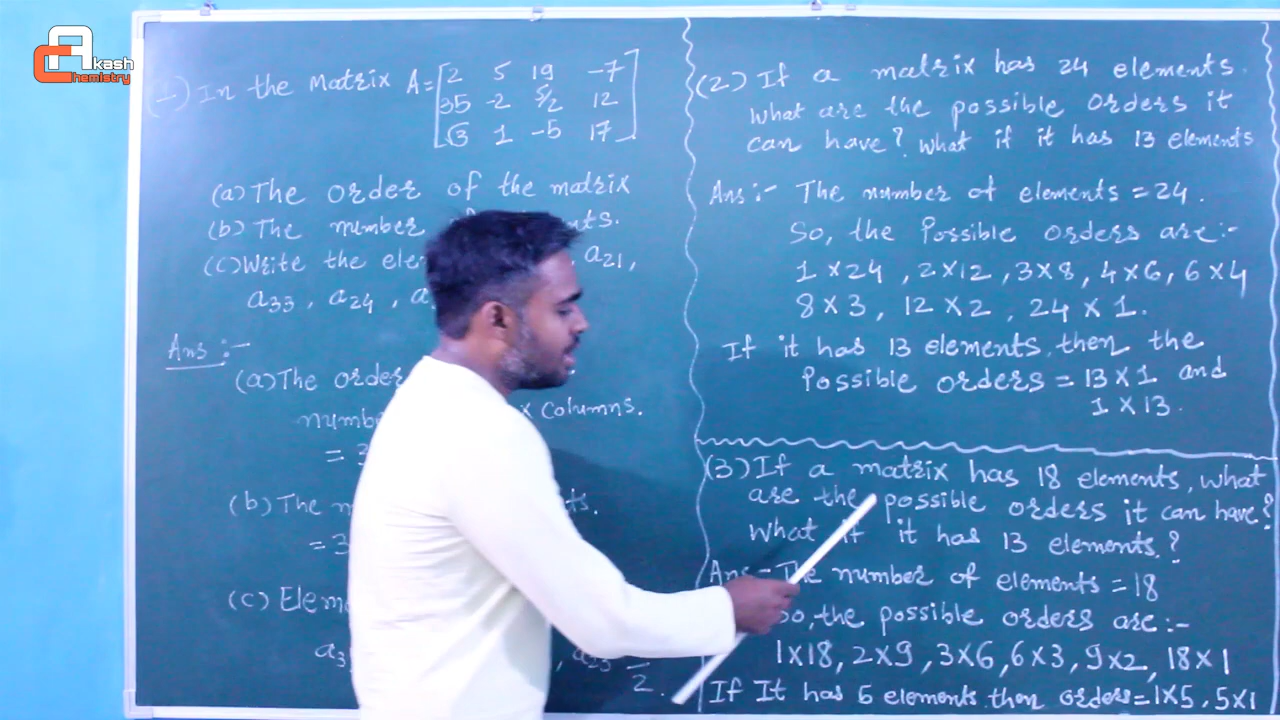 Akash
Chemistry
(1) In the Matrix A = [2 5 19 -7
35 -2 5/2 12
√3 1 -5 17]
(a) The order of the matrix
(b) The number
(c) Write the a21,
a33, a24,
Ans :-
(a) The order
x Columns.
=
(b) The
= 3
(c)
2.
(2) If a matrix has 24 elements.
What are the possible orders it
can have? What if it has 13 elements
Ans :- The number of elements = 24.
So, the Possible orders are:-
1 × 24, 2 × 12, 3 × 8, 4 × 6, 6 × 4
8 × 3, 12 × 2, 24 × 1.
If it has 13 elements, then the
Possible orders = 13 × 1 and
1 × 13.
(3) If a matrix has 18 elements, what
are the possible orders it can have?
What if it has 13 elements.?
Ans - The number of elements = 18
So, the possible orders are:-
1×18, 2×9, 3×6, 6×3, 9×2, 18×1
If It has 5 elements then orders = 1×5, 5×1